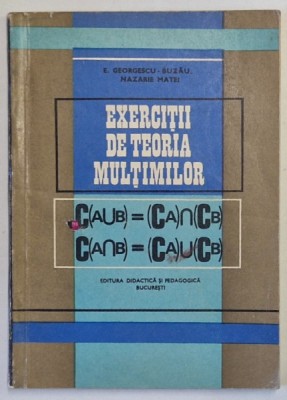 E. GEORGESCU-BUZĂU
NAZARIE MATEI
EXERCIȚII
DE TEORIA
MULȚIMILOR
C(A∪B) = (CA)∩(CB)
C(A∩B) = (CA)∪(CB)
EDITURA DIDACTICĂ ȘI PEDAGOGICĂ
BUCUREȘTI